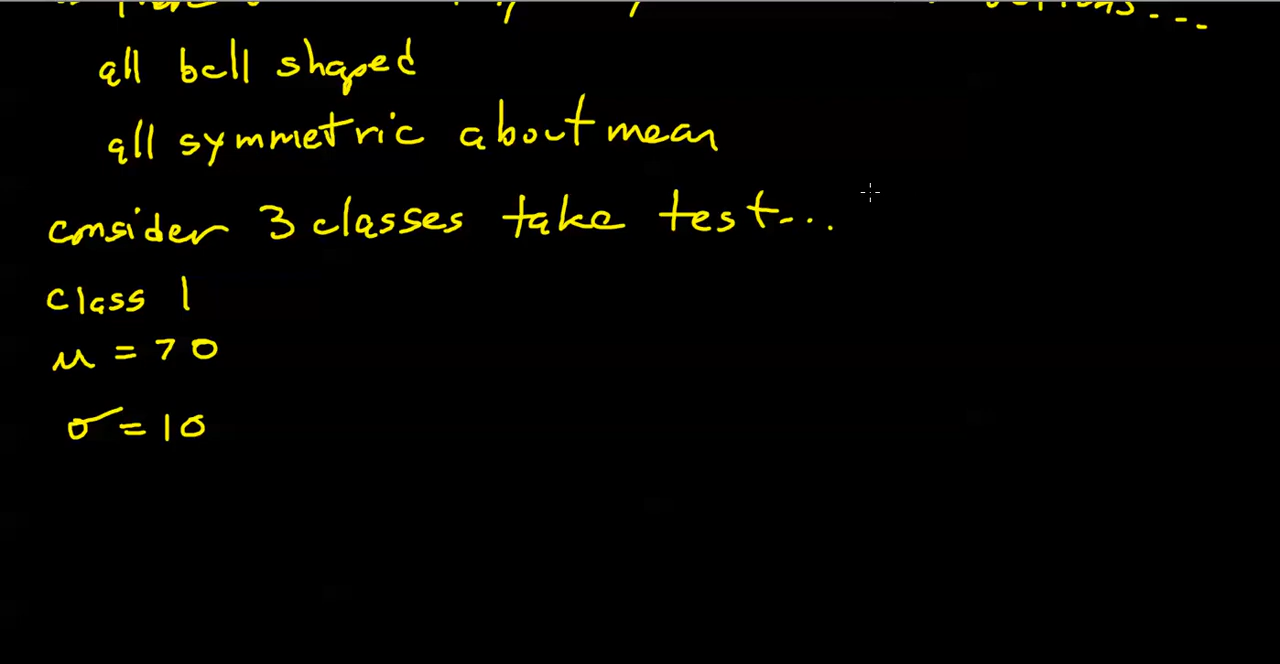 all bell shaped
all symmetric about mean
consider 3 classes take test...
class 1
μ = 70
σ = 10